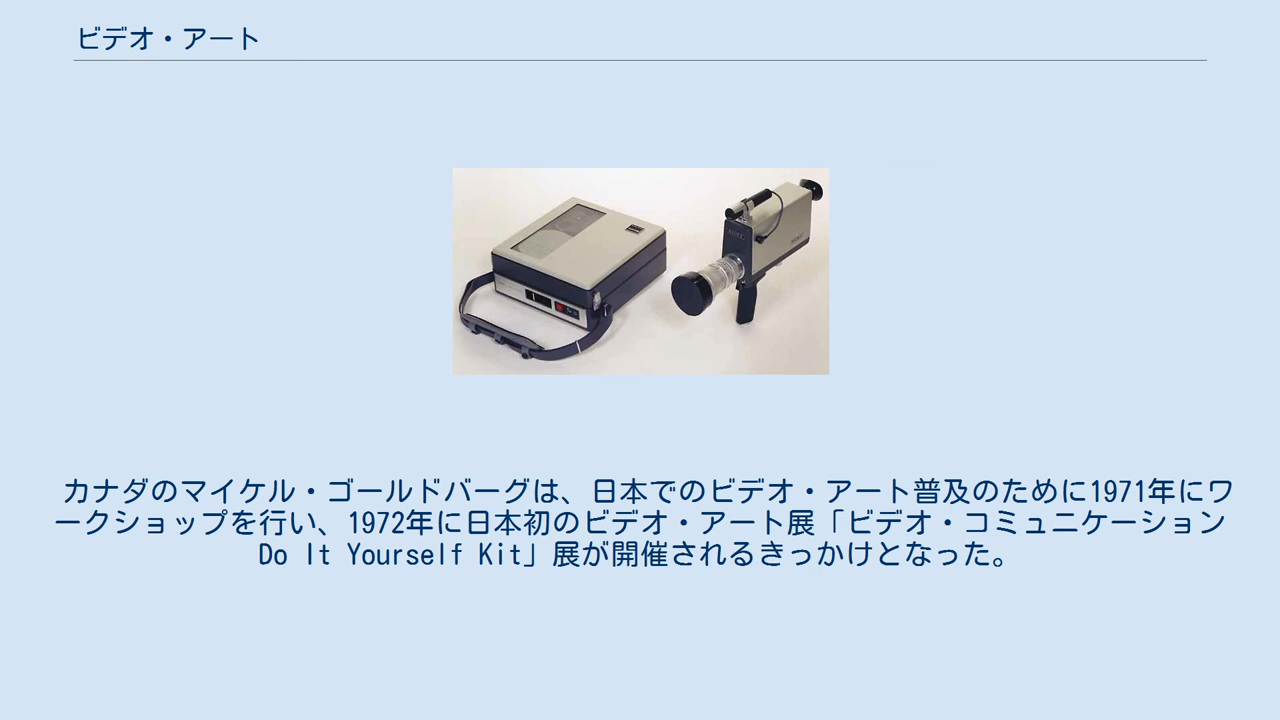 ビデオ・アート
カナダのマイケル・ゴールドバーグは、日本でのビデオ・アート普及のために1971年にワ
ークショップを行い、1972年に日本初のビデオ・アート展「ビデオ・コミュニケーション
Do It Yourself Kit」展が開催されるきっかけとなった。